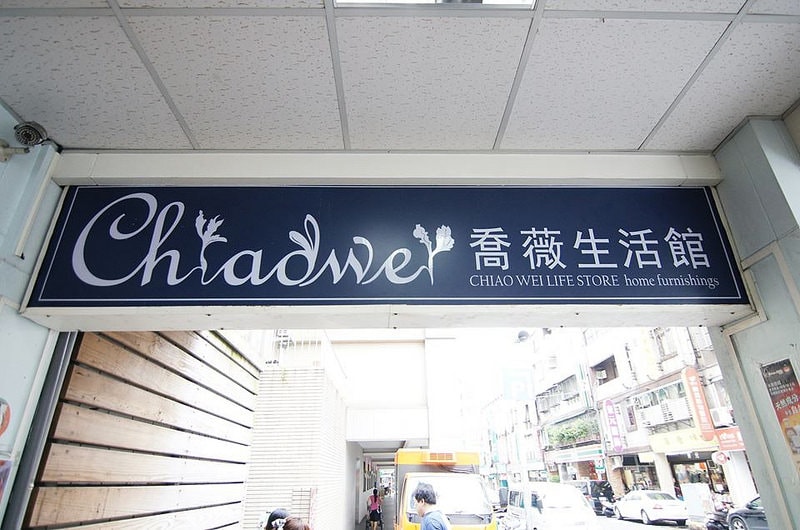 Chiadwei
喬薇生活館
CHIAO WEI LIFE STORE home furnishings